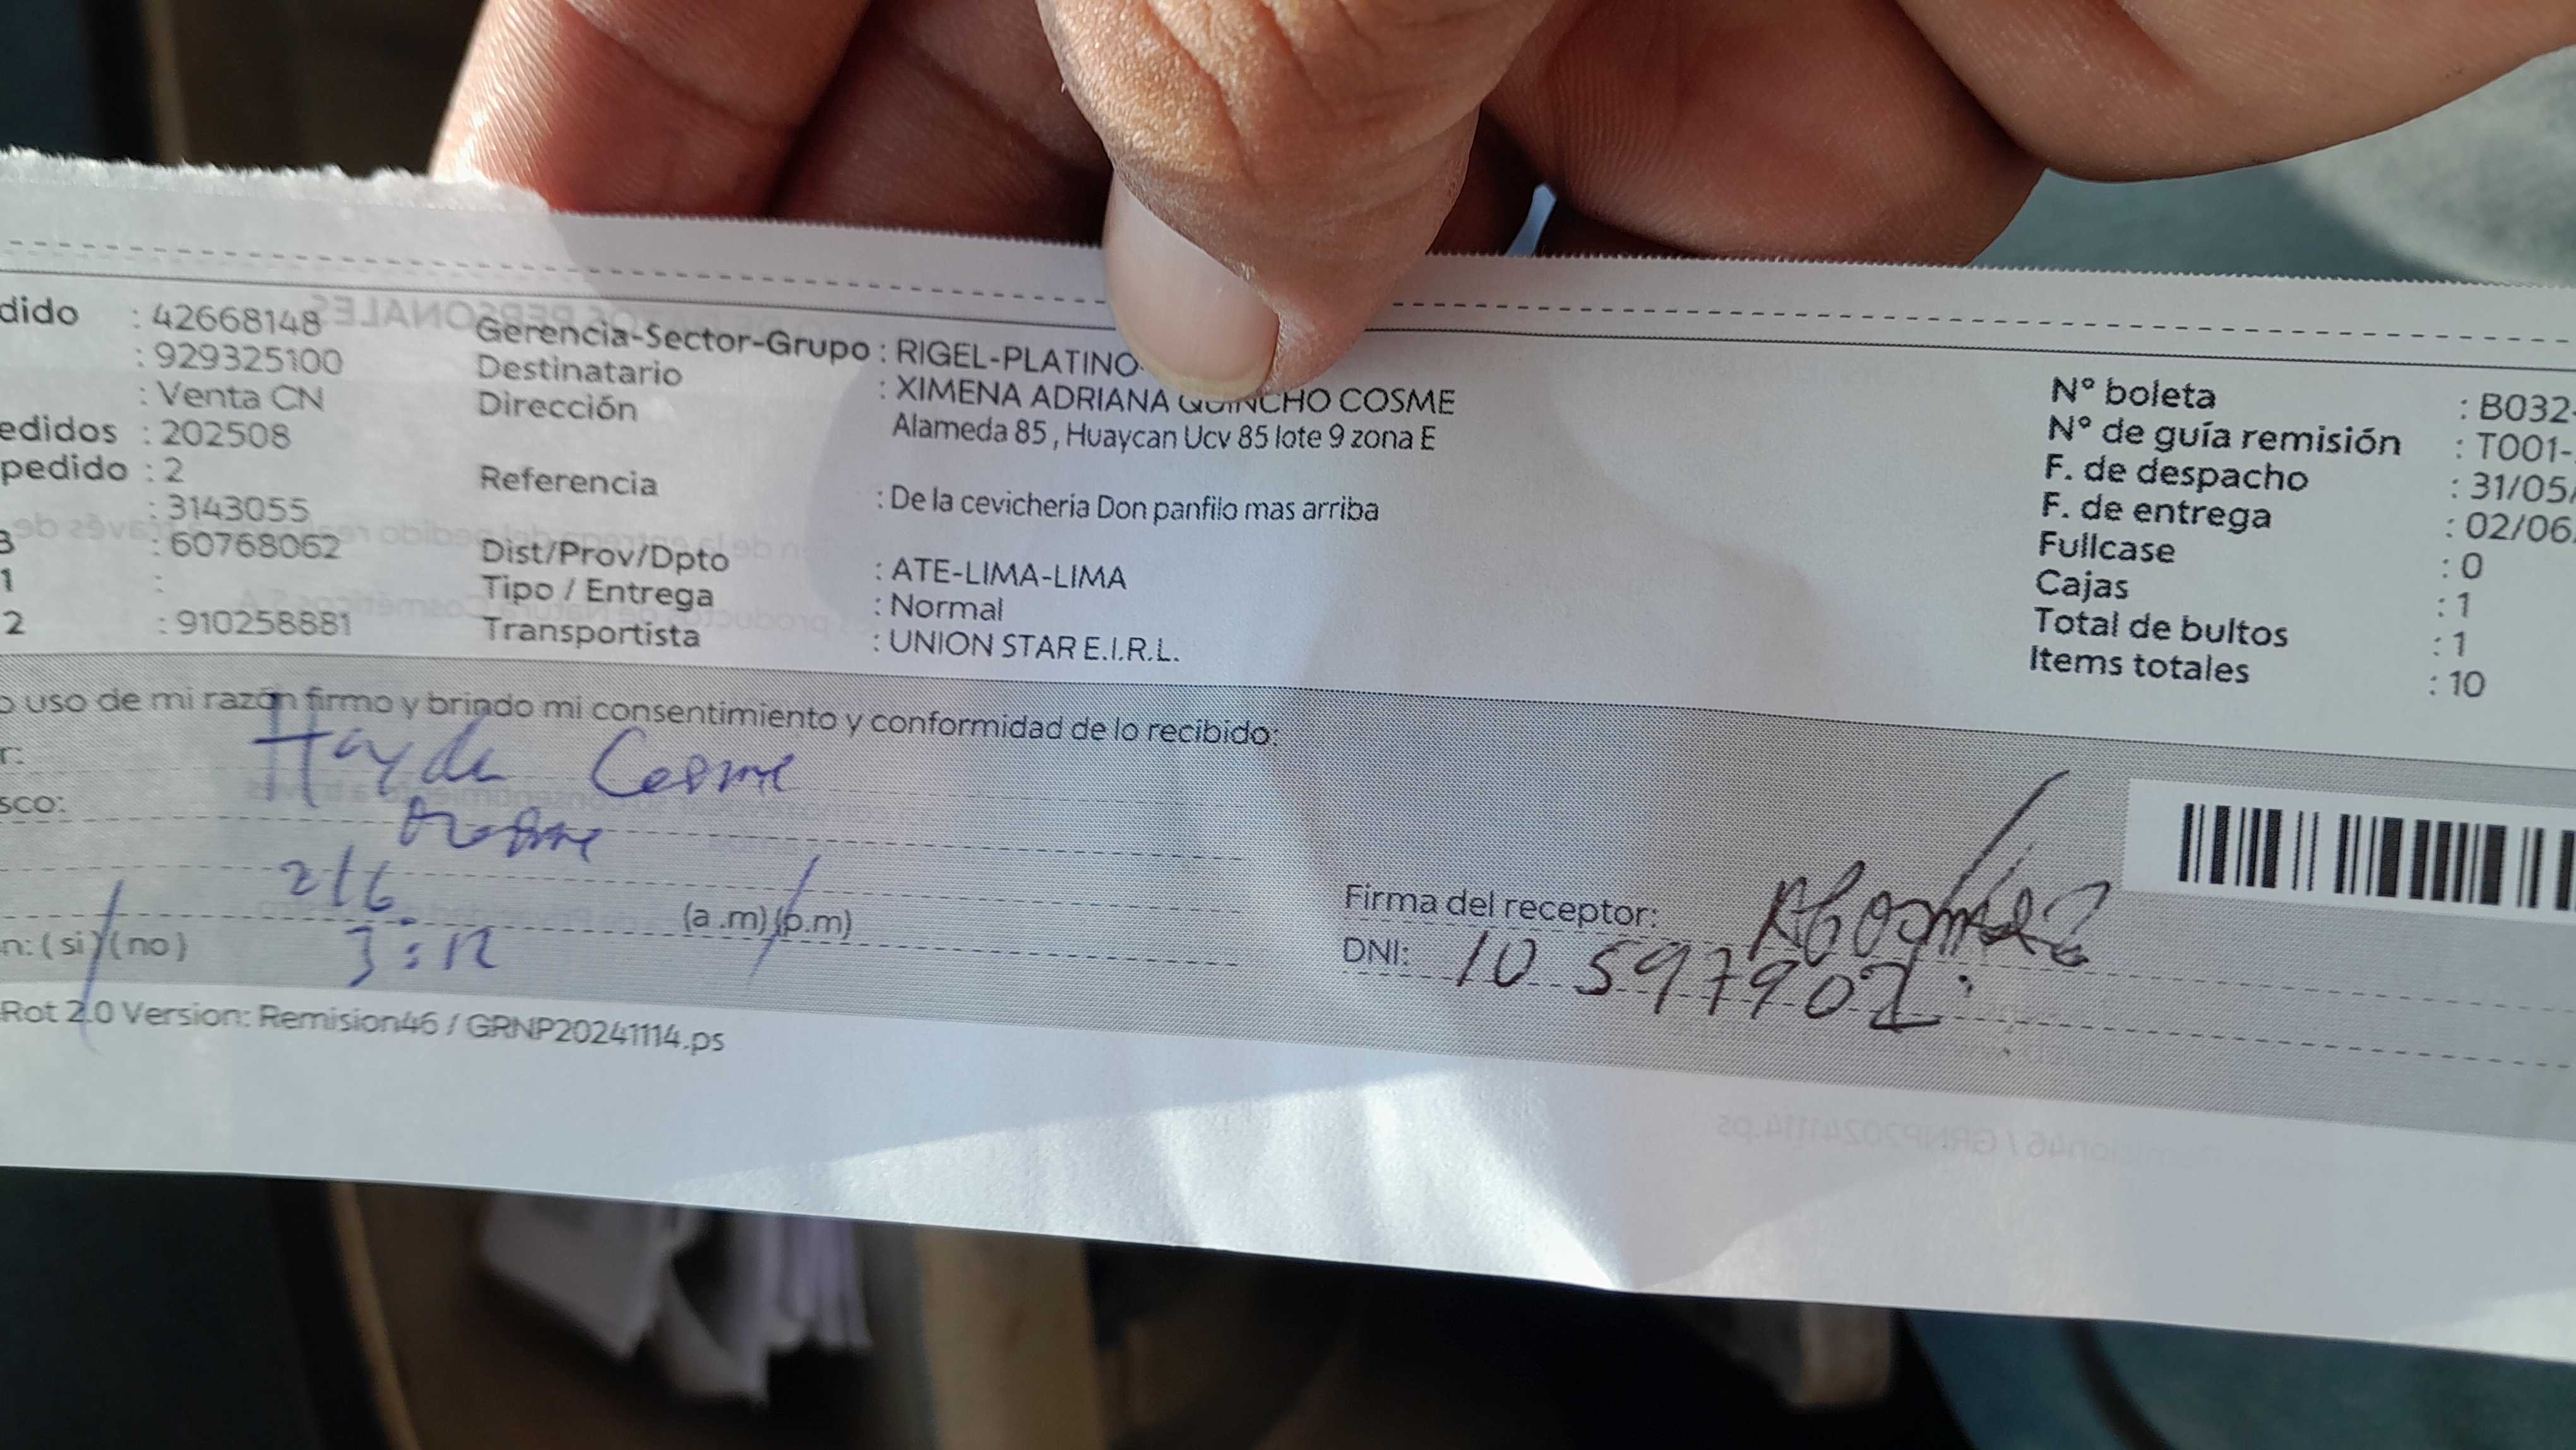 dido : 42668148 Gerencia-Sector-Grupo : RIGEL-PLATINO
: 929325100 Destinatario : XIMENA ADRIANA QUINCHO COSME
: Venta CN Dirección Alameda 85 , Huaycan Ucv 85 lote 9 zona E
edidos : 202508
pedido : 2 Referencia : De la cevicheria Don panfilo mas arriba
: 3143055
3 : 60768062 Dist/Prov/Dpto : ATE-LIMA-LIMA
1 : Tipo / Entrega : Normal
2 : 910258881 Transportista : UNION STAR E.I.R.L.
Nº boleta : B032-
Nº de guía remisión : T001-
F. de despacho : 31/05/
F. de entrega : 02/06
Fullcase : 0
Cajas : 1
Total de bultos : 1
Items totales : 10
o uso de mi razón firmo y brindo mi consentimiento y conformidad de lo recibido:
r: Hayde Cosme
sco:
2/6
(a .m) (p.m)
n: ( si ) ( no ) 3:12
Firma del receptor:
DNI: 10597902
Rot 2.0 Version: Remision46 / GRNP20241114.ps